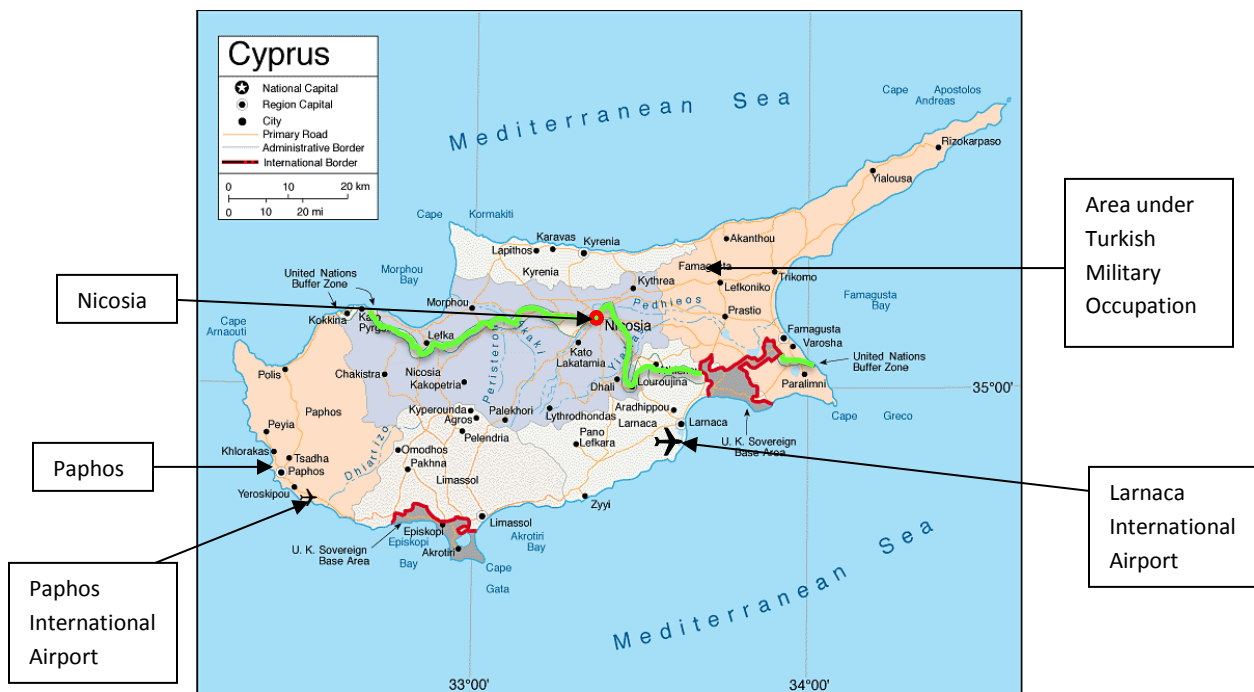 Cyprus
National Capital
Region Capital
City
Primary Road
Administrative Border
International Border
0 10 20 km
0 10 20 mi
Mediterranean Sea
Cape Apostolos
Andreas
Rizokarpaso
Yialousa
Area under
Turkish
Military
Occupation
Cape Kormakiti
Karavas
Kyrenia
Lapithos
Kyrenia
Akanthou
Famagusta
Trikomo
Lefkoniko
Kythrea
Famagusta
Bay
Nicosia
United Nations
Buffer Zone
Morphou
Bay
Morphou
Pedhieos
Prastio
Kokkina
Kato
Cape
Arnaouti
Nicosia
Famagusta
Varosha
Lefka
Kato
Lakatamia
United Nations
Buffer Zone
Polis
Chakistra
Nicosia
Kakopetria
Peristerona
Dhali
Louroujina
Paralimni
35°00'
Paphos
Kyperounda
Agros
Palekhori
Lythrodhondas
Aradhippou
Larnaca
Larnaca
Cape Greco
Peyia
Pelendria
Pano
Lefkara
U. K. Sovereign
Base Area
Khlorakas
Tsadha
Paphos
Dhiartizo
Omodhos
Pakhna
Limassol
Paphos
Yeroskipou
Zyyi
Larnaca
International
Airport
Limassol
Episkopi
U. K. Sovereign
Base Area
Episkopi
Bay
Akrotiri
Akrotiri
Bay
Cape
Gata
Mediterranean Sea
Paphos
International
Airport
33°00'
34°00'